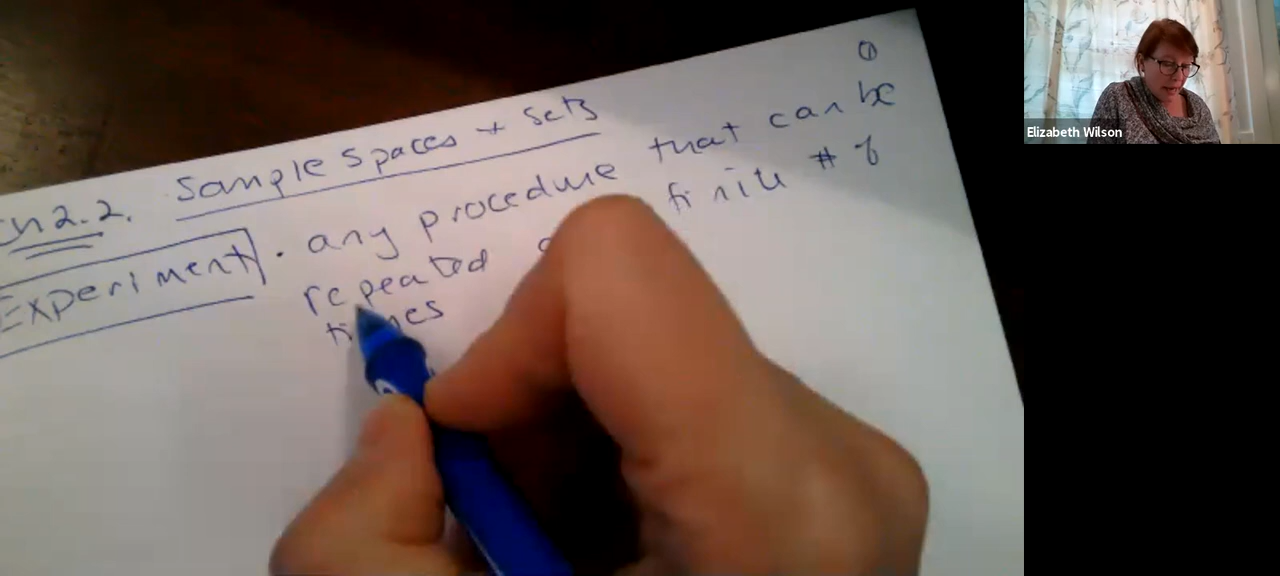 ①
Ch 2.2. Sample Spaces + Sets
Experiment. any procedure that can be
repeated finite # of
times
Elizabeth Wilson